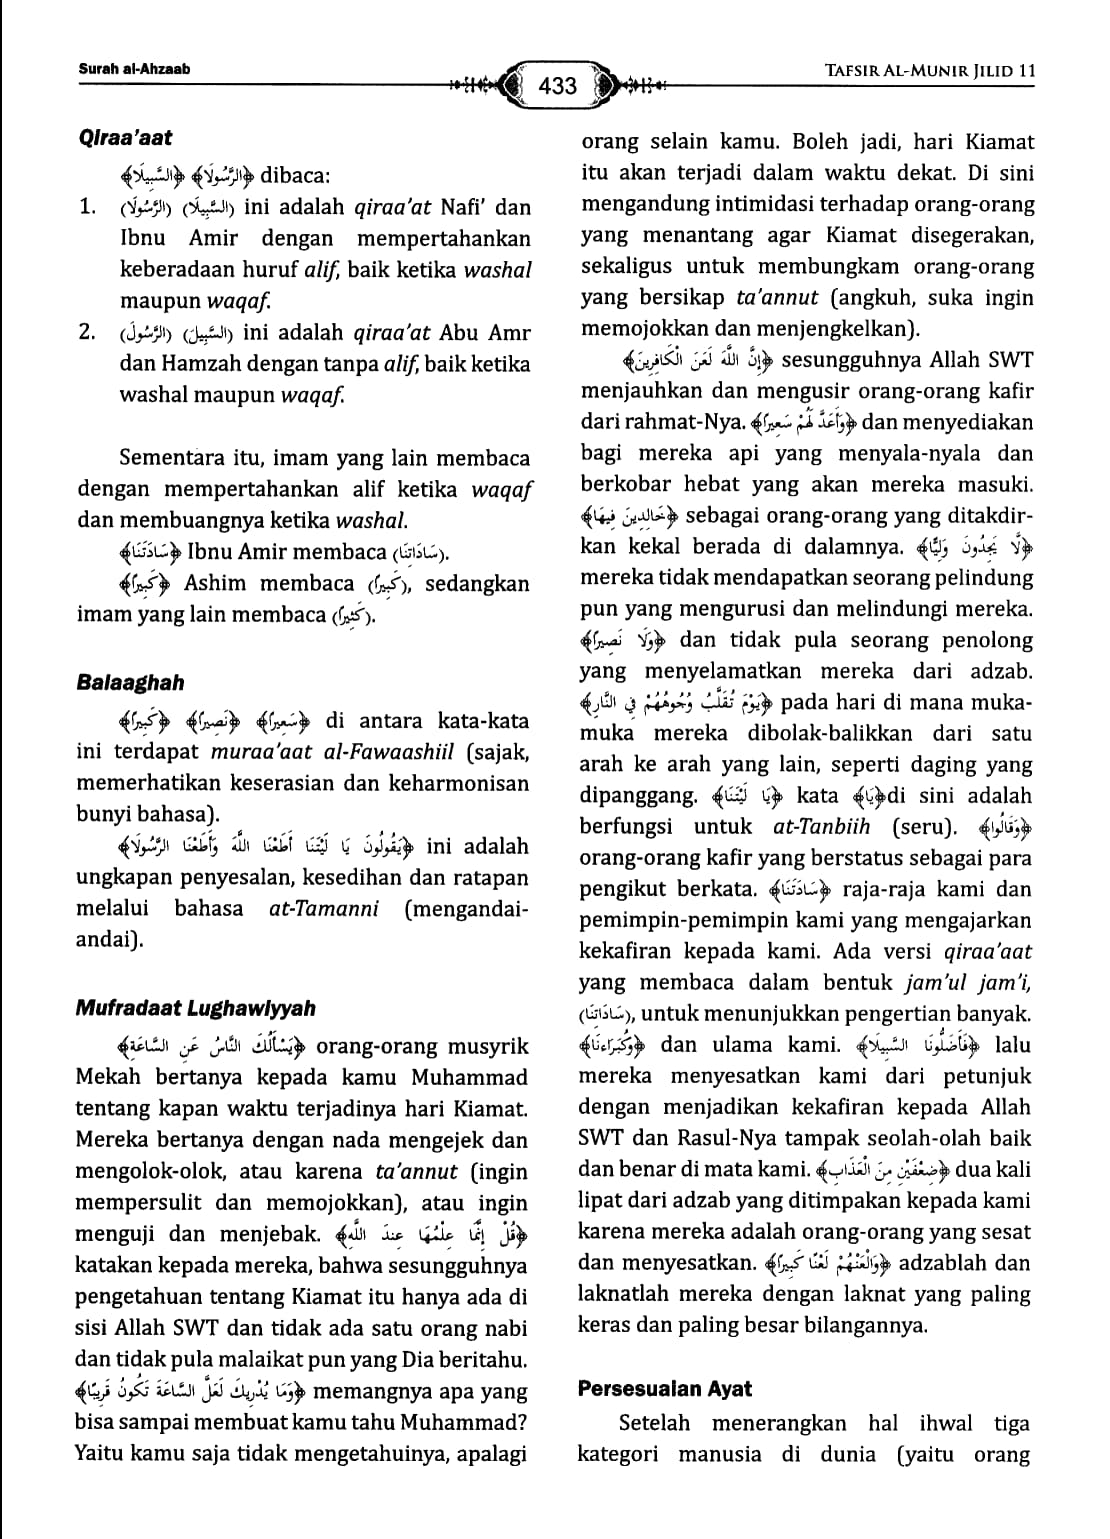 Surah al-Ahzaab
433
TAFSIR AL-MUNIR JILID 11
Qiraa'aat
﴿الرَّسُولَا﴾ ﴿السَّبِيلَا﴾ dibaca:
1. (الرَّسُولَا) (السَّبِيلَا) ini adalah qiraa'at Nafi' dan
Ibnu Amir dengan mempertahankan
keberadaan huruf alif, baik ketika washal
maupun waqaf.
2. (الرَّسُولَ) (السَّبِيلَ) ini adalah qiraa'at Abu Amr
dan Hamzah dengan tanpa alif, baik ketika
washal maupun waqaf.
Sementara itu, imam yang lain membaca
dengan mempertahankan alif ketika waqaf
dan membuangnya ketika washal.
﴿سَادَتَنَا﴾ Ibnu Amir membaca (سَادَاتِنَا).
﴿كَبِيراً﴾ Ashim membaca (كَبِيراً), sedangkan
imam yang lain membaca (كَثِيراً).
Balaaghah
﴿سَعِيراً﴾ ﴿نَصِيراً﴾ ﴿كَبِيراً﴾ di antara kata-kata
ini terdapat muraa'aat al-Fawaashiil (sajak,
memerhatikan keserasian dan keharmonisan
bunyi bahasa).
﴿يَقُولُونَ يَا لَيْتَنَا أَطَعْنَا اللَّهَ وَأَطَعْنَا الرَّسُولَا﴾ ini adalah
ungkapan penyesalan, kesedihan dan ratapan
melalui bahasa at-Tamanni (mengandai-
andai).
Mufradaat Lughawiyyah
﴿يَسْأَلُكَ النَّاسُ عَنِ السَّاعَةِ﴾ orang-orang musyrik
Mekah bertanya kepada kamu Muhammad
tentang kapan waktu terjadinya hari Kiamat.
Mereka bertanya dengan nada mengejek dan
mengolok-olok, atau karena ta'annut (ingin
mempersulit dan memojokkan), atau ingin
menguji dan menjebak. ﴿قُلْ إِنَّمَا عِلْمُهَا عِندَ اللَّهِ﴾
katakan kepada mereka, bahwa sesungguhnya
pengetahuan tentang Kiamat itu hanya ada di
sisi Allah SWT dan tidak ada satu orang nabi
dan tidak pula malaikat pun yang Dia beritahu.
﴿وَمَا يُدْرِيكَ لَعَلَّ السَّاعَةَ تَكُونُ قَرِيبًا﴾ memangnya apa yang
bisa sampai membuat kamu tahu Muhammad?
Yaitu kamu saja tidak mengetahuinya, apalagi
orang selain kamu. Boleh jadi, hari Kiamat
itu akan terjadi dalam waktu dekat. Di sini
mengandung intimidasi terhadap orang-orang
yang menantang agar Kiamat disegerakan,
sekaligus untuk membungkam orang-orang
yang bersikap ta'annut (angkuh, suka ingin
memojokkan dan menjengkelkan).
﴿إِنَّ اللَّهَ لَعَنَ الْكَافِرِينَ﴾ sesungguhnya Allah SWT
menjauhkan dan mengusir orang-orang kafir
dari rahmat-Nya. ﴿وَأَعَدَّ لَهُمْ سَعِيراً﴾ dan menyediakan
bagi mereka api yang menyala-nyala dan
berkobar hebat yang akan mereka masuki.
﴿خَالِدِينَ فِيهَا﴾ sebagai orang-orang yang ditakdir-
kan kekal berada di dalamnya. ﴿لَّا يَجِدُونَ وَلِيًّا﴾
mereka tidak mendapatkan seorang pelindung
pun yang mengurusi dan melindungi mereka.
﴿وَلَا نَصِيراً﴾ dan tidak pula seorang penolong
yang menyelamatkan mereka dari adzab.
﴿يَوْمَ تُقَلَّبُ وُجُوهُهُمْ فِي النَّارِ﴾ pada hari di mana muka-
muka mereka dibolak-balikkan dari satu
arah ke arah yang lain, seperti daging yang
dipanggang. ﴿يَا لَيْتَنَا﴾ kata ﴿يَا﴾di sini adalah
berfungsi untuk at-Tanbiih (seru). ﴿وَقَالُوا﴾
orang-orang kafir yang berstatus sebagai para
pengikut berkata. ﴿سَادَتَنَا﴾ raja-raja kami dan
pemimpin-pemimpin kami yang mengajarkan
kekafiran kepada kami. Ada versi qiraa'aat
yang membaca dalam bentuk jam'ul jam'i,
(سَادَاتِنَا), untuk menunjukkan pengertian banyak.
﴿وَكُبَرَاءنَا﴾ dan ulama kami. ﴿فَأَضَلُّونَا السَّبِيلَا﴾ lalu
mereka menyesatkan kami dari petunjuk
dengan menjadikan kekafiran kepada Allah
SWT dan Rasul-Nya tampak seolah-olah baik
dan benar di mata kami. ﴿ضِعْفَيْنِ مِنَ الْعَذَابِ﴾ dua kali
lipat dari adzab yang ditimpakan kepada kami
karena mereka adalah orang-orang yang sesat
dan menyesatkan. ﴿وَالْعَنْهُمْ لَعْنًا كَبِيراً﴾ adzablah dan
laknatlah mereka dengan laknat yang paling
keras dan paling besar bilangannya.
Persesuaian Ayat
Setelah menerangkan hal ihwal tiga
kategori manusia di dunia (yaitu orang